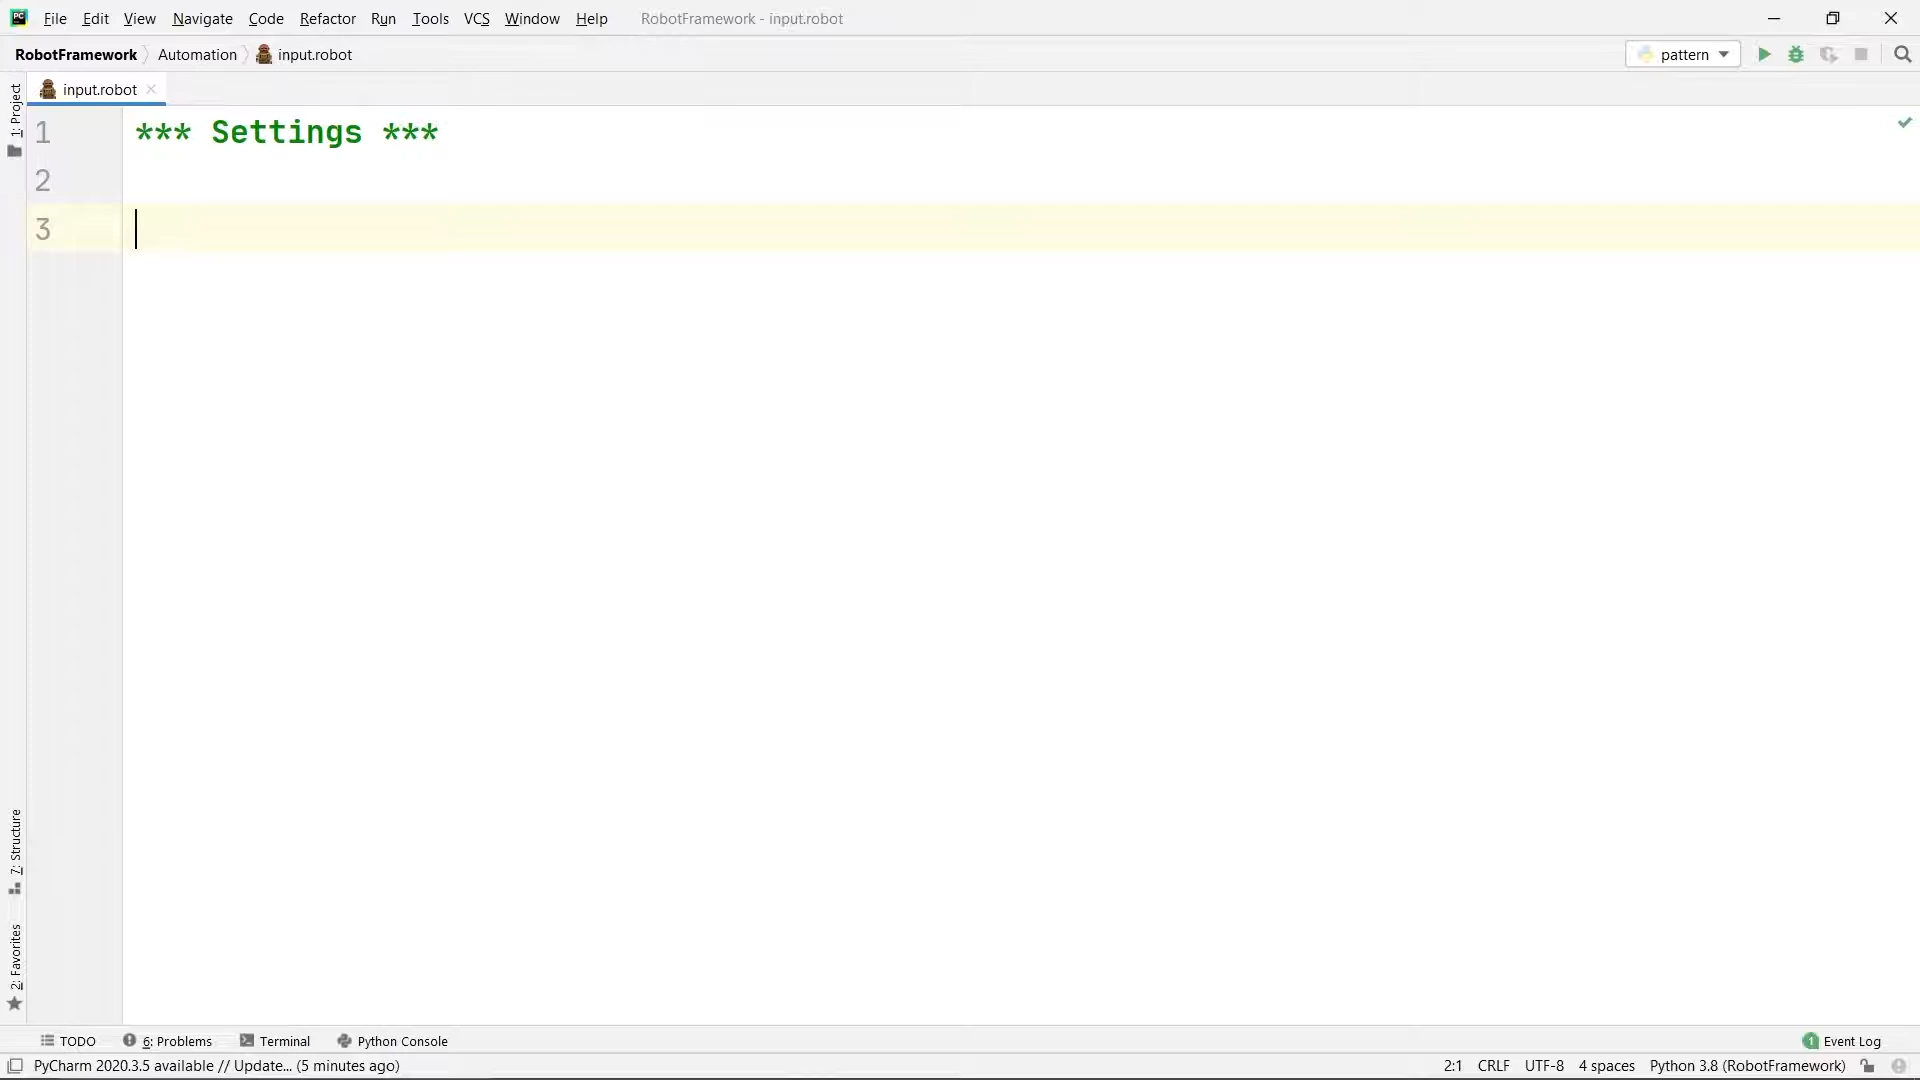 PC File Edit View Navigate Code Refactor Run Tools VCS Window Help RobotFramework - input.robot
RobotFramework Automation input.robot pattern
input.robot
1: Project
1 *** Settings ***
2
3
7: Structure
2: Favorites
TODO 6: Problems Terminal Python Console 1 Event Log
PyCharm 2020.3.5 available // Update... (5 minutes ago) 2:1 CRLF UTF-8 4 spaces Python 3.8 (RobotFramework)